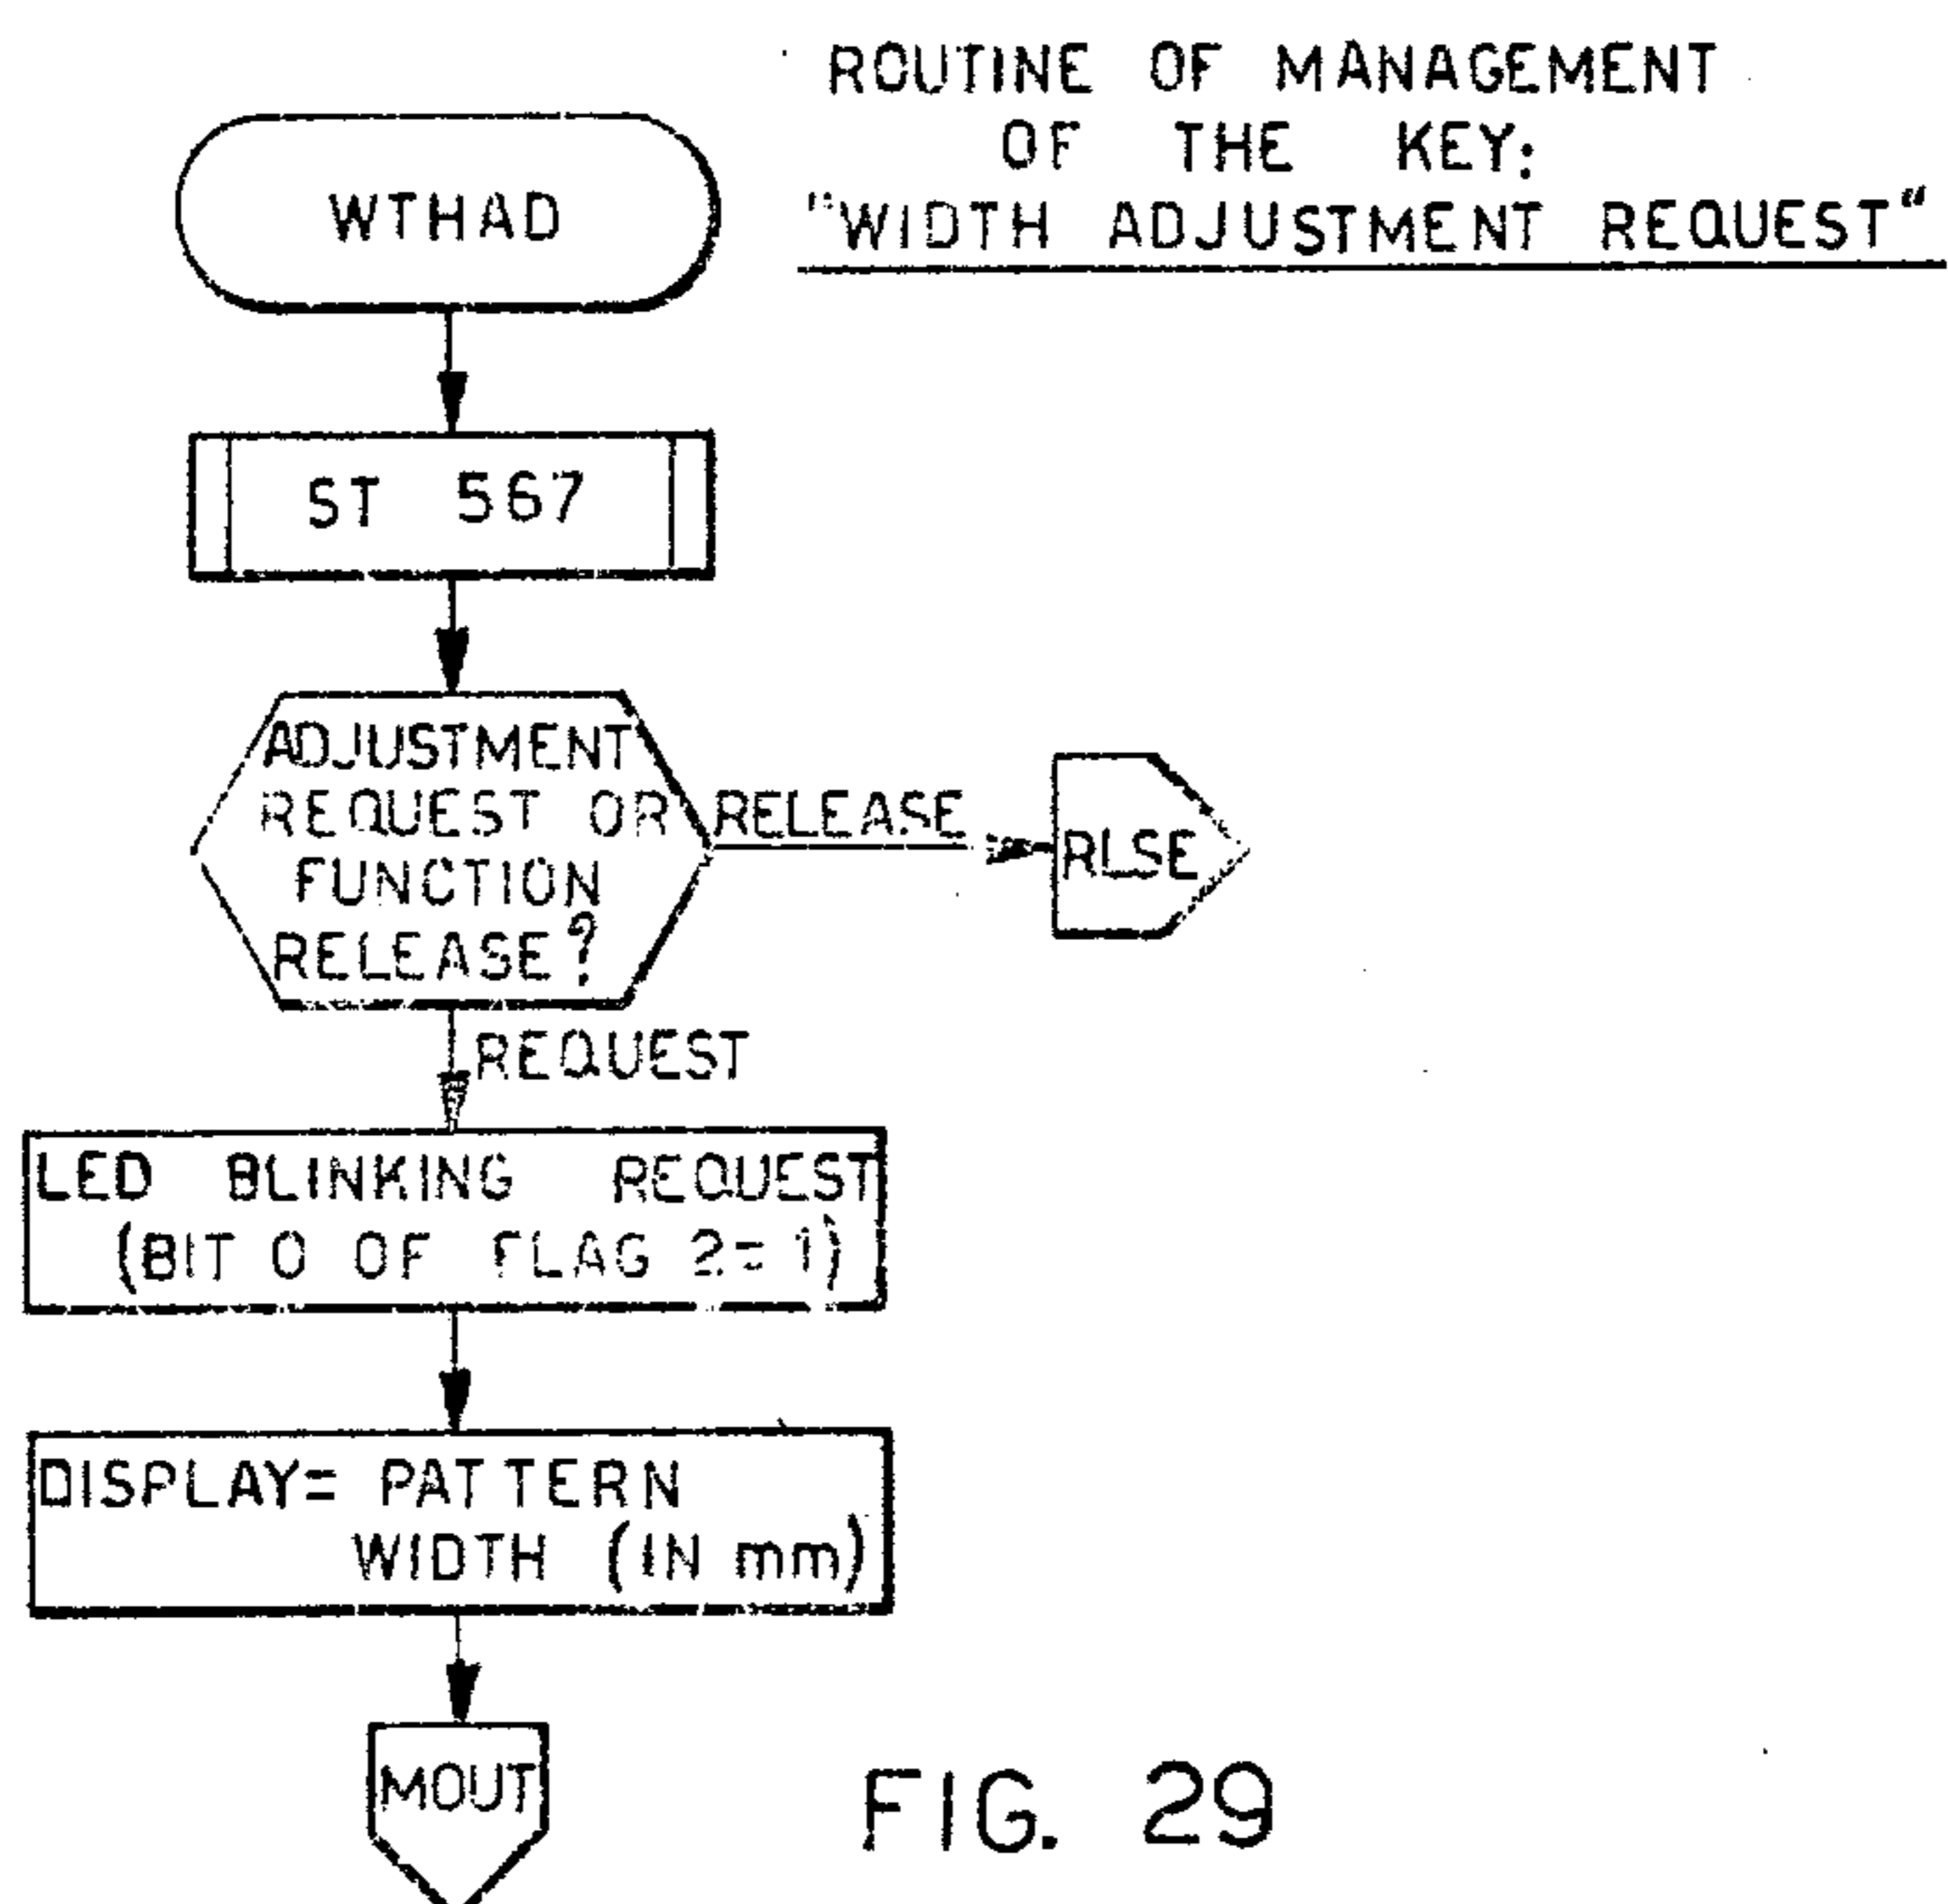 ROUTINE OF MANAGEMENT
OF THE KEY:
"WIDTH ADJUSTMENT REQUEST"
WTHAD
ST 567
ADJUSTMENT
REQUEST OR
FUNCTION
RELEASE?
RELEASE
RLSE
REQUEST
LED BLINKING REQUEST
(BIT 0 OF FLAG 2=1)
DISPLAY= PATTERN
WIDTH (IN mm)
MOUT
FIG. 29